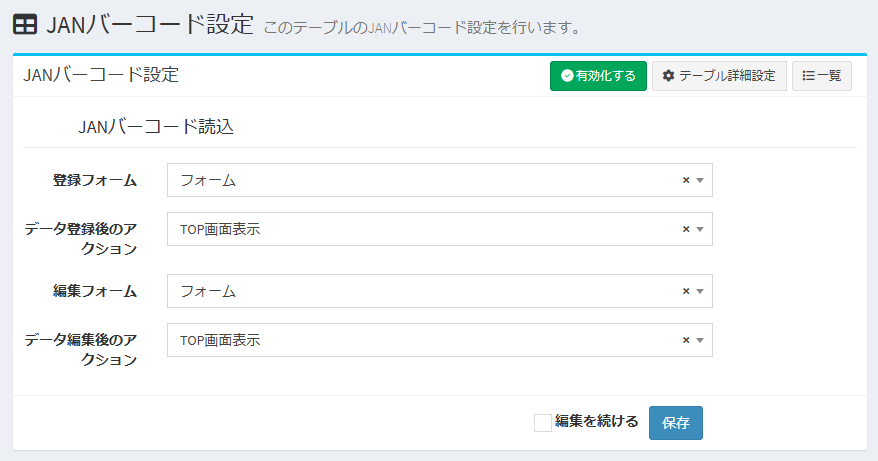 JANバーコード設定 このテーブルのJANバーコード設定を行います。
JANバーコード設定 有効化する テーブル詳細設定 一覧
JANバーコード読込
登録フォーム フォーム × 
データ登録後のア
クション TOP画面表示 ×
編集フォーム フォーム ×
データ編集後のア
クション TOP画面表示 ×
編集を続ける 保存